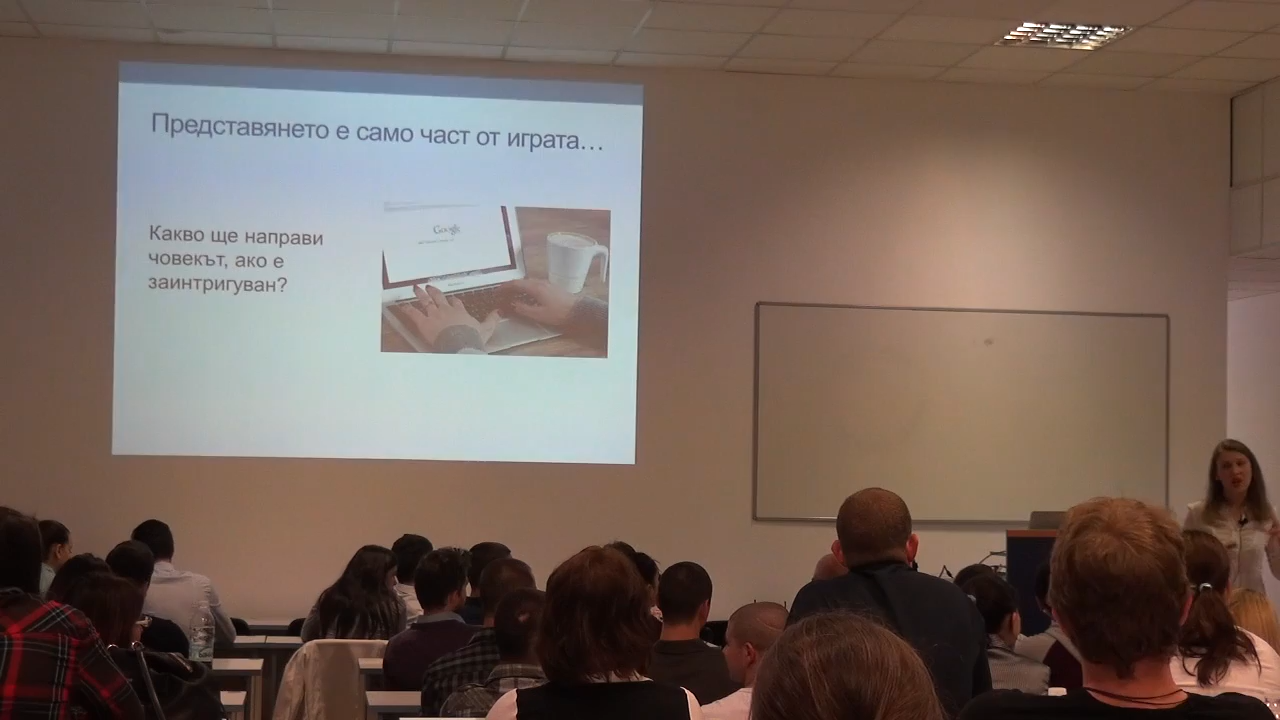 Представянето е само част от играта...
Какво ще направи
човекът, ако е
заинтригуван?
Google